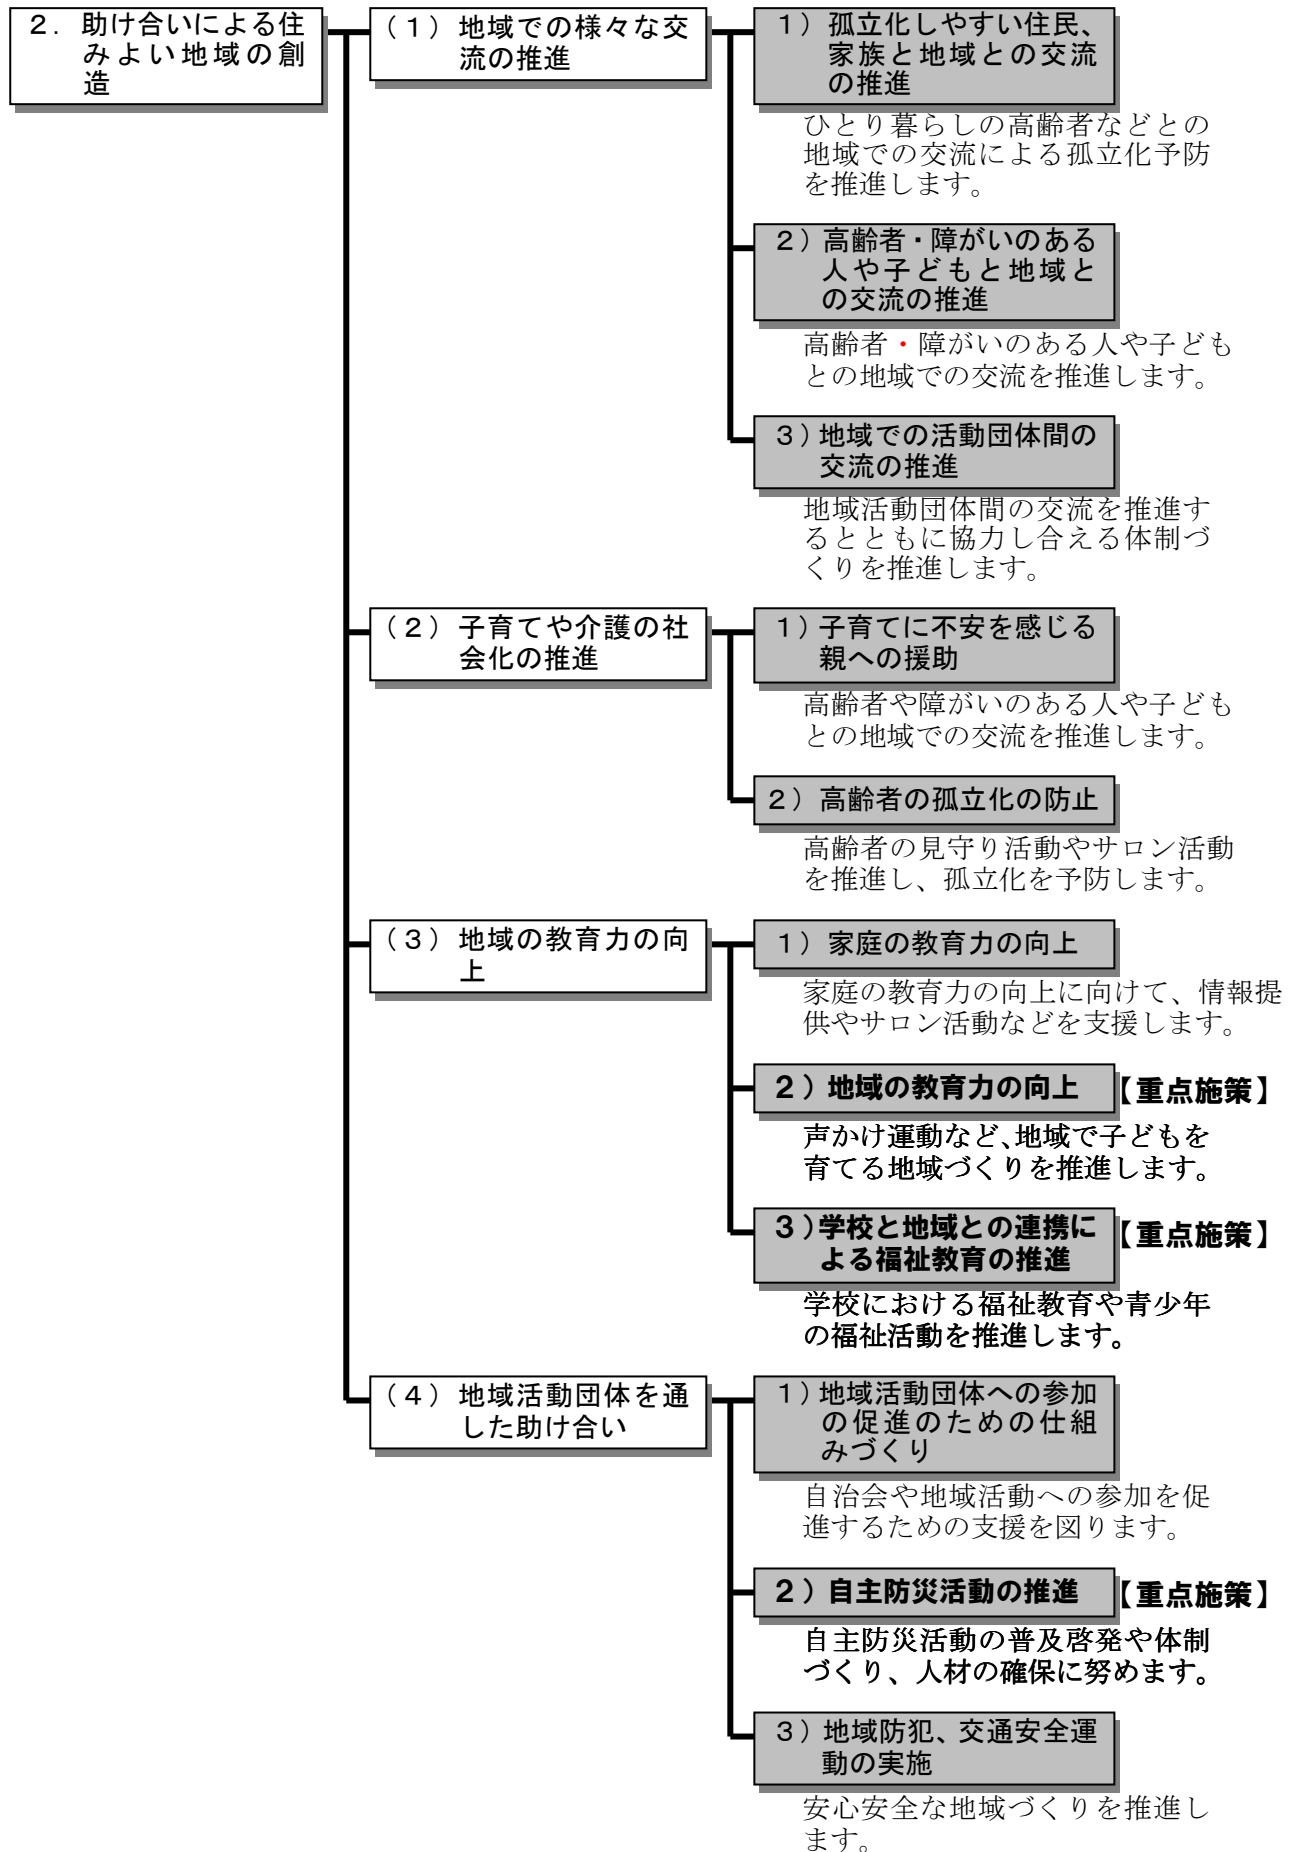 ２．助け合いによる住
みよい地域の創
造
（１）地域での様々な交
流の推進
１）孤立化しやすい住民、
家族と地域との交流
の推進
ひとり暮らしの高齢者などとの
地域での交流による孤立化予防
を推進します。
２）高齢者・障がいのある
人や子どもと地域と
の交流の推進
高齢者・障がいのある人や子ども
との地域での交流を推進します。
３）地域での活動団体間の
交流の推進
地域活動団体間の交流を推進す
るとともに協力し合える体制づ
くりを推進します。
（２）子育てや介護の社
会化の推進
１）子育てに不安を感じる
親への援助
高齢者や障がいのある人や子ども
との地域での交流を推進します。
２）高齢者の孤立化の防止
高齢者の見守り活動やサロン活動
を推進し、孤立化を予防します。
（３）地域の教育力の向
上
１）家庭の教育力の向上
家庭の教育力の向上に向けて、情報提
供やサロン活動などを支援します。
２）地域の教育力の向上 【重点施策】
声かけ運動など、地域で子どもを
育てる地域づくりを推進します。
３）学校と地域との連携に
よる福祉教育の推進
【重点施策】
学校における福祉教育や青少年
の福祉活動を推進します。
（４）地域活動団体を通
した助け合い
１）地域活動団体への参加
の促進のための仕組
みづくり
自治会や地域活動への参加を促
進するための支援を図ります。
２）自主防災活動の推進 【重点施策】
自主防災活動の普及啓発や体制
づくり、人材の確保に努めます。
３）地域防犯、交通安全運
動の実施
安心安全な地域づくりを推進し
ます。